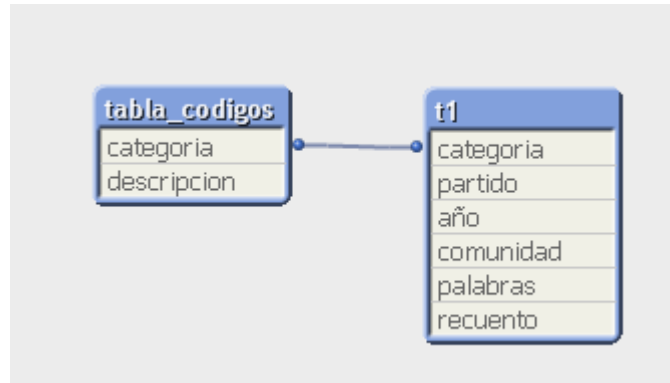 tabla_codigos
categoria
descripcion
t1
categoria
partido
año
comunidad
palabras
recuento